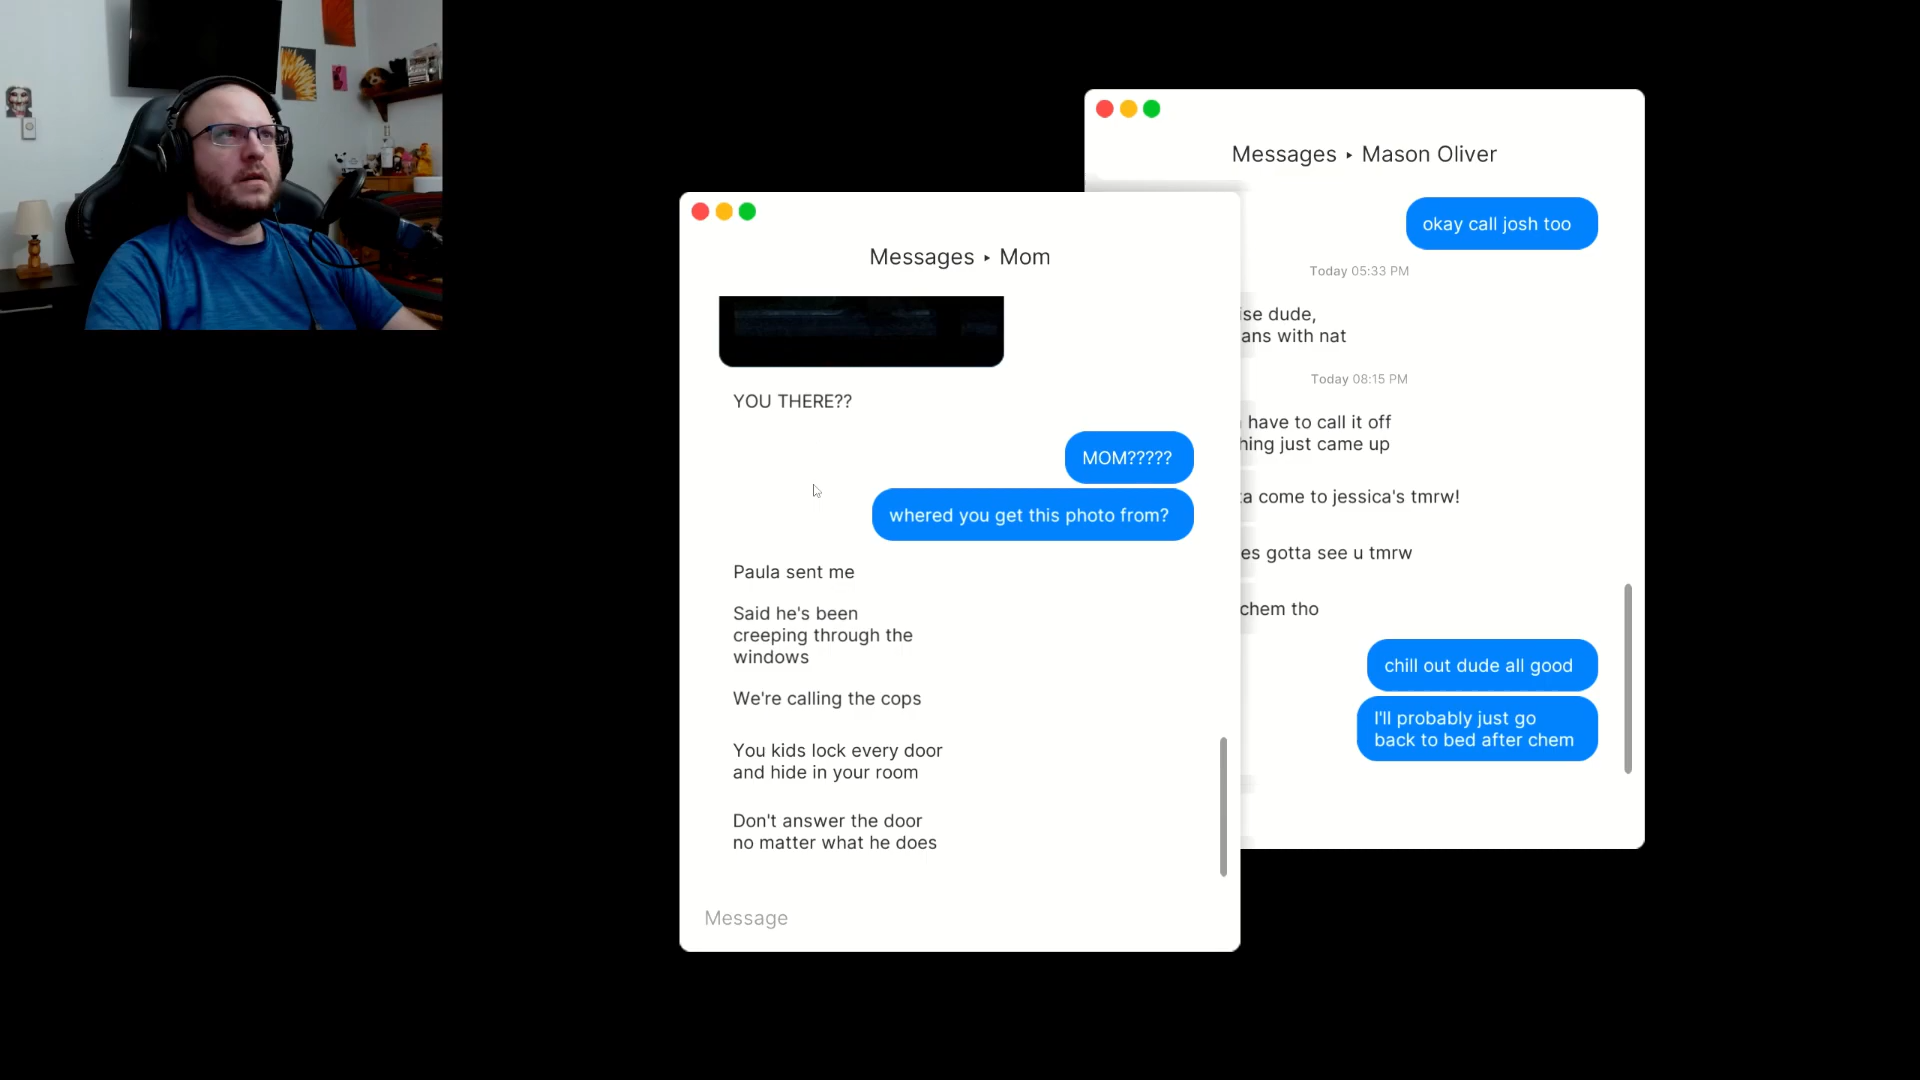 Messages ▸ Mason Oliver
okay call josh too
Today 05:33 PM
dude,
with nat
Today 08:15 PM
have to call it off
just came up
come to jessica's tmrw!
gotta see u tmrw
chem tho
chill out dude all good
I'll probably just go
back to bed after chem
Messages ▸ Mom
YOU THERE??
MOM?????
whered you get this photo from?
Paula sent me
Said he's been
creeping through the
windows
We're calling the cops
You kids lock every door
and hide in your room
Don't answer the door
no matter what he does
Message